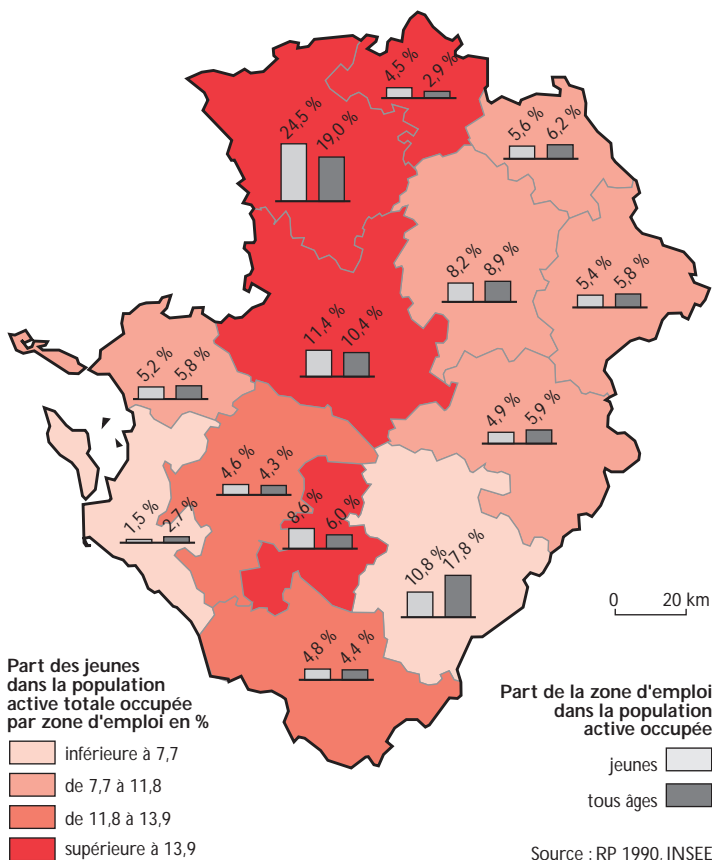 4,5 % 2,9 %
24,5 % 19,0 %
5,6 % 6,2 %
8,2 % 8,9 %
5,4 % 5,8 %
11,4 % 10,4 %
5,2 % 5,8 %
4,9 % 5,9 %
4,6 % 4,3 %
8,6 % 6,0 %
1,5 % 2,7 %
10,8 % 17,8 %
4,8 % 4,4 %
0 20 km
Part des jeunes
dans la population
active totale occupée
par zone d'emploi en %
inférieure à 7,7
de 7,7 à 11,8
de 11,8 à 13,9
supérieure à 13,9
Part de la zone d'emploi
dans la population
active occupée
jeunes
tous âges
Source : RP 1990, INSEE